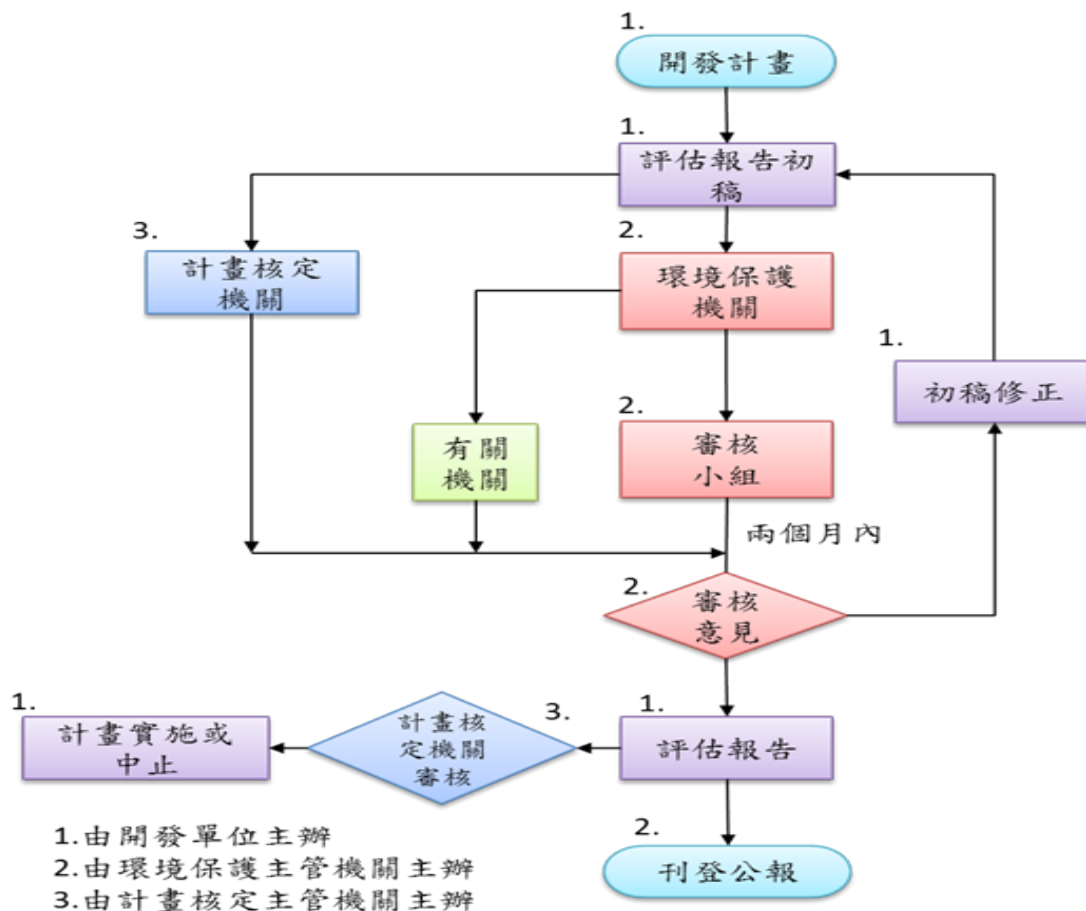 1.
開發計畫
1.
評估報告初
稿
3.
計畫核定
機關
2.
環境保護
機關
1.
初稿修正
有關
機關
2.
審核
小組
兩個月內
2.
審核
意見
1.
計畫實施或
中止
3.
計畫核
定機關
審核
1.
評估報告
2.
刊登公報
1.由開發單位主辦
2.由環境保護主管機關主辦
3.由計畫核定主管機關主辦